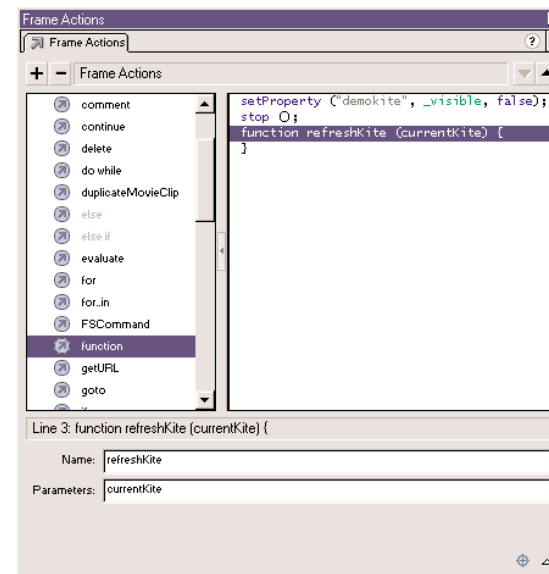 Frame Actions
Frame Actions
?
+ - Frame Actions
comment
continue
delete
do while
duplicateMovieClip
else
else if
evaluate
for
for..in
FSCommand
function
getURL
goto
setProperty ("demokite", _visible, false);
stop ();
function refreshKite (currentKite) {
}
Line 3: function refreshKite (currentKite) {
Name: refreshKite
Parameters: currentKite